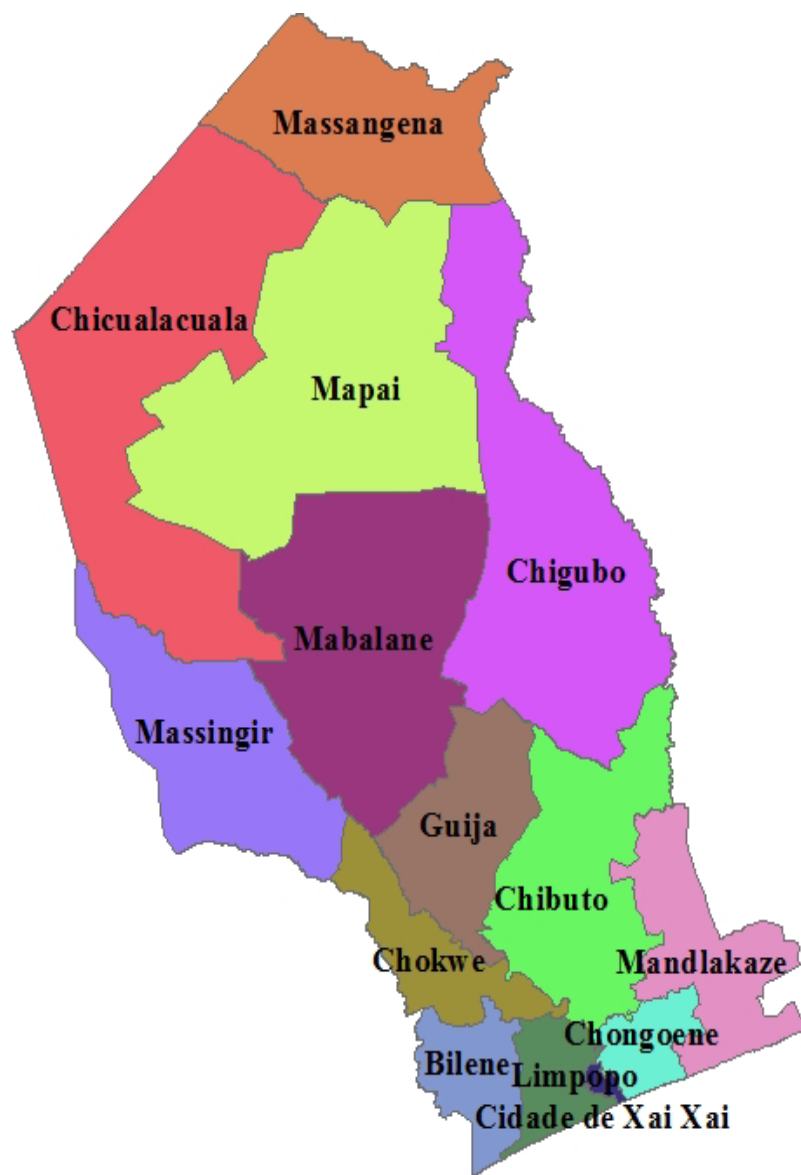 Massangena
Chicualacuala
Mapai
Chigubo
Mabalane
Massingir
Guija
Chibuto
Chokwe
Mandlakaze
Chongoene
Bilene
Limpopo
Cidade de Xai Xai